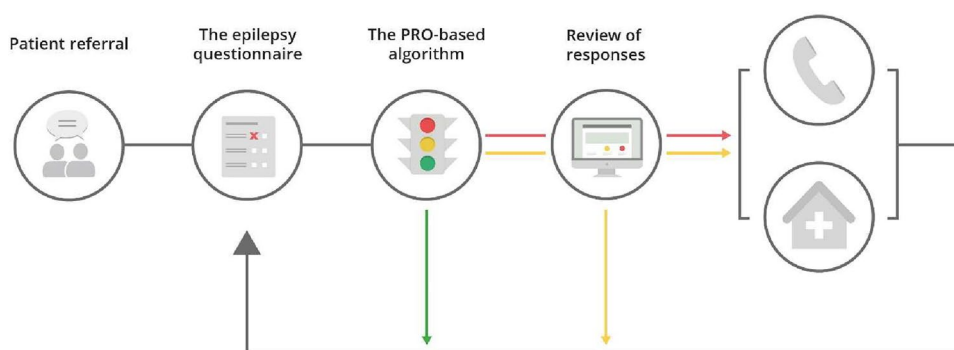 Patient referral
The epilepsy
questionnaire
The PRO-based
algorithm
Review of
responses